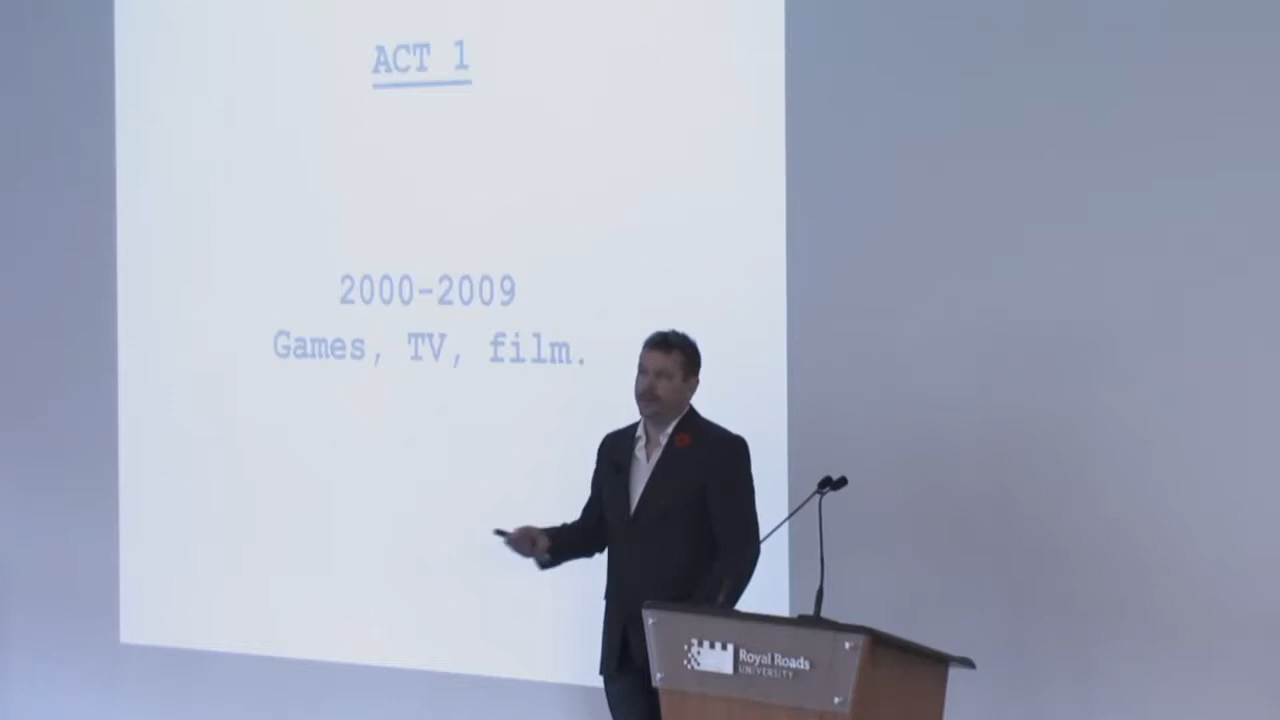 ACT 1
2000-2009
Games, TV, film.
Royal Roads
UNIVERSITY